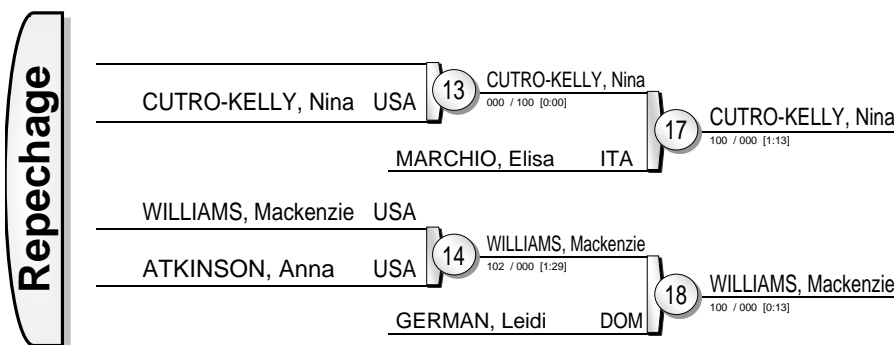 Repechage
CUTRO-KELLY, Nina USA
13
CUTRO-KELLY, Nina
000 / 100 [0:00]
MARCHIO, Elisa ITA
17
CUTRO-KELLY, Nina
100 / 000 [1:13]
WILLIAMS, Mackenzie USA
ATKINSON, Anna USA
14
WILLIAMS, Mackenzie
102 / 000 [1:29]
GERMAN, Leidi DOM
18
WILLIAMS, Mackenzie
100 / 000 [0:13]